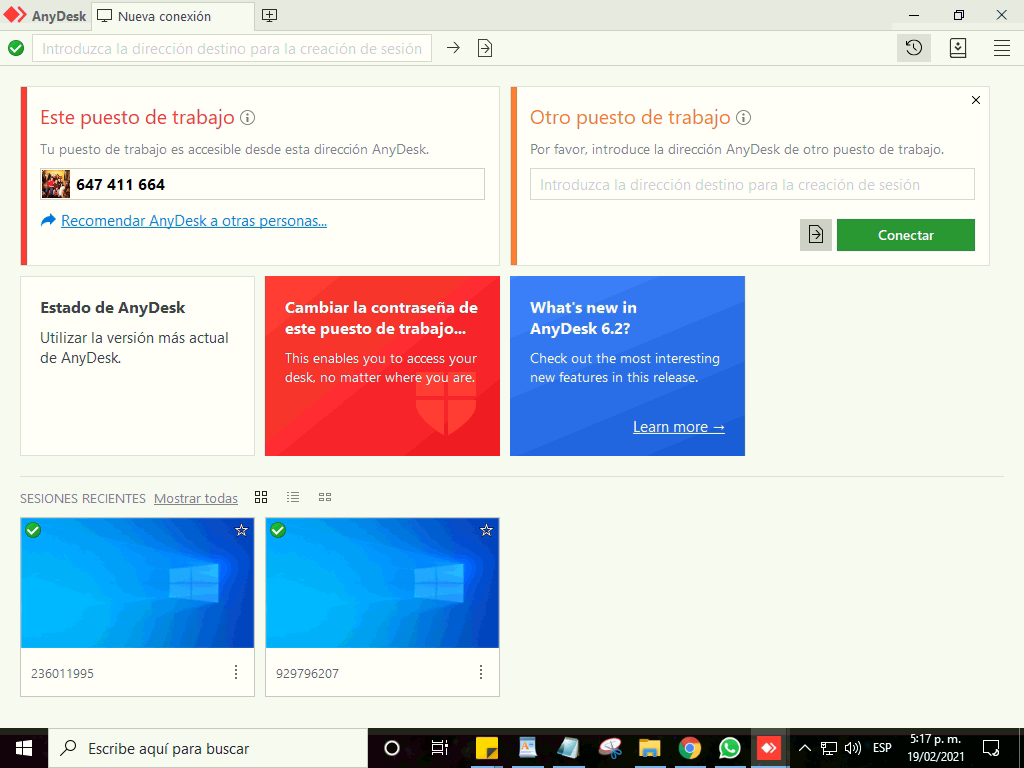 AnyDesk
Nueva conexión
Introduzca la dirección destino para la creación de sesión
Este puesto de trabajo
Tu puesto de trabajo es accesible desde esta dirección AnyDesk.
647 411 664
Recomendar AnyDesk a otras personas...
Otro puesto de trabajo
Por favor, introduce la dirección AnyDesk de otro puesto de trabajo.
Introduzca la dirección destino para la creación de sesión
Conectar
Estado de AnyDesk
Utilizar la versión más actual
de AnyDesk.
Cambiar la contraseña de
este puesto de trabajo...
This enables you to access your
desk, no matter where you are.
What's new in
AnyDesk 6.2?
Check out the most interesting
new features in this release.
Learn more →
SESIONES RECIENTES Mostrar todas
236011995
929796207
Escribe aquí para buscar
ESP
5:17 p. m.
19/02/2021